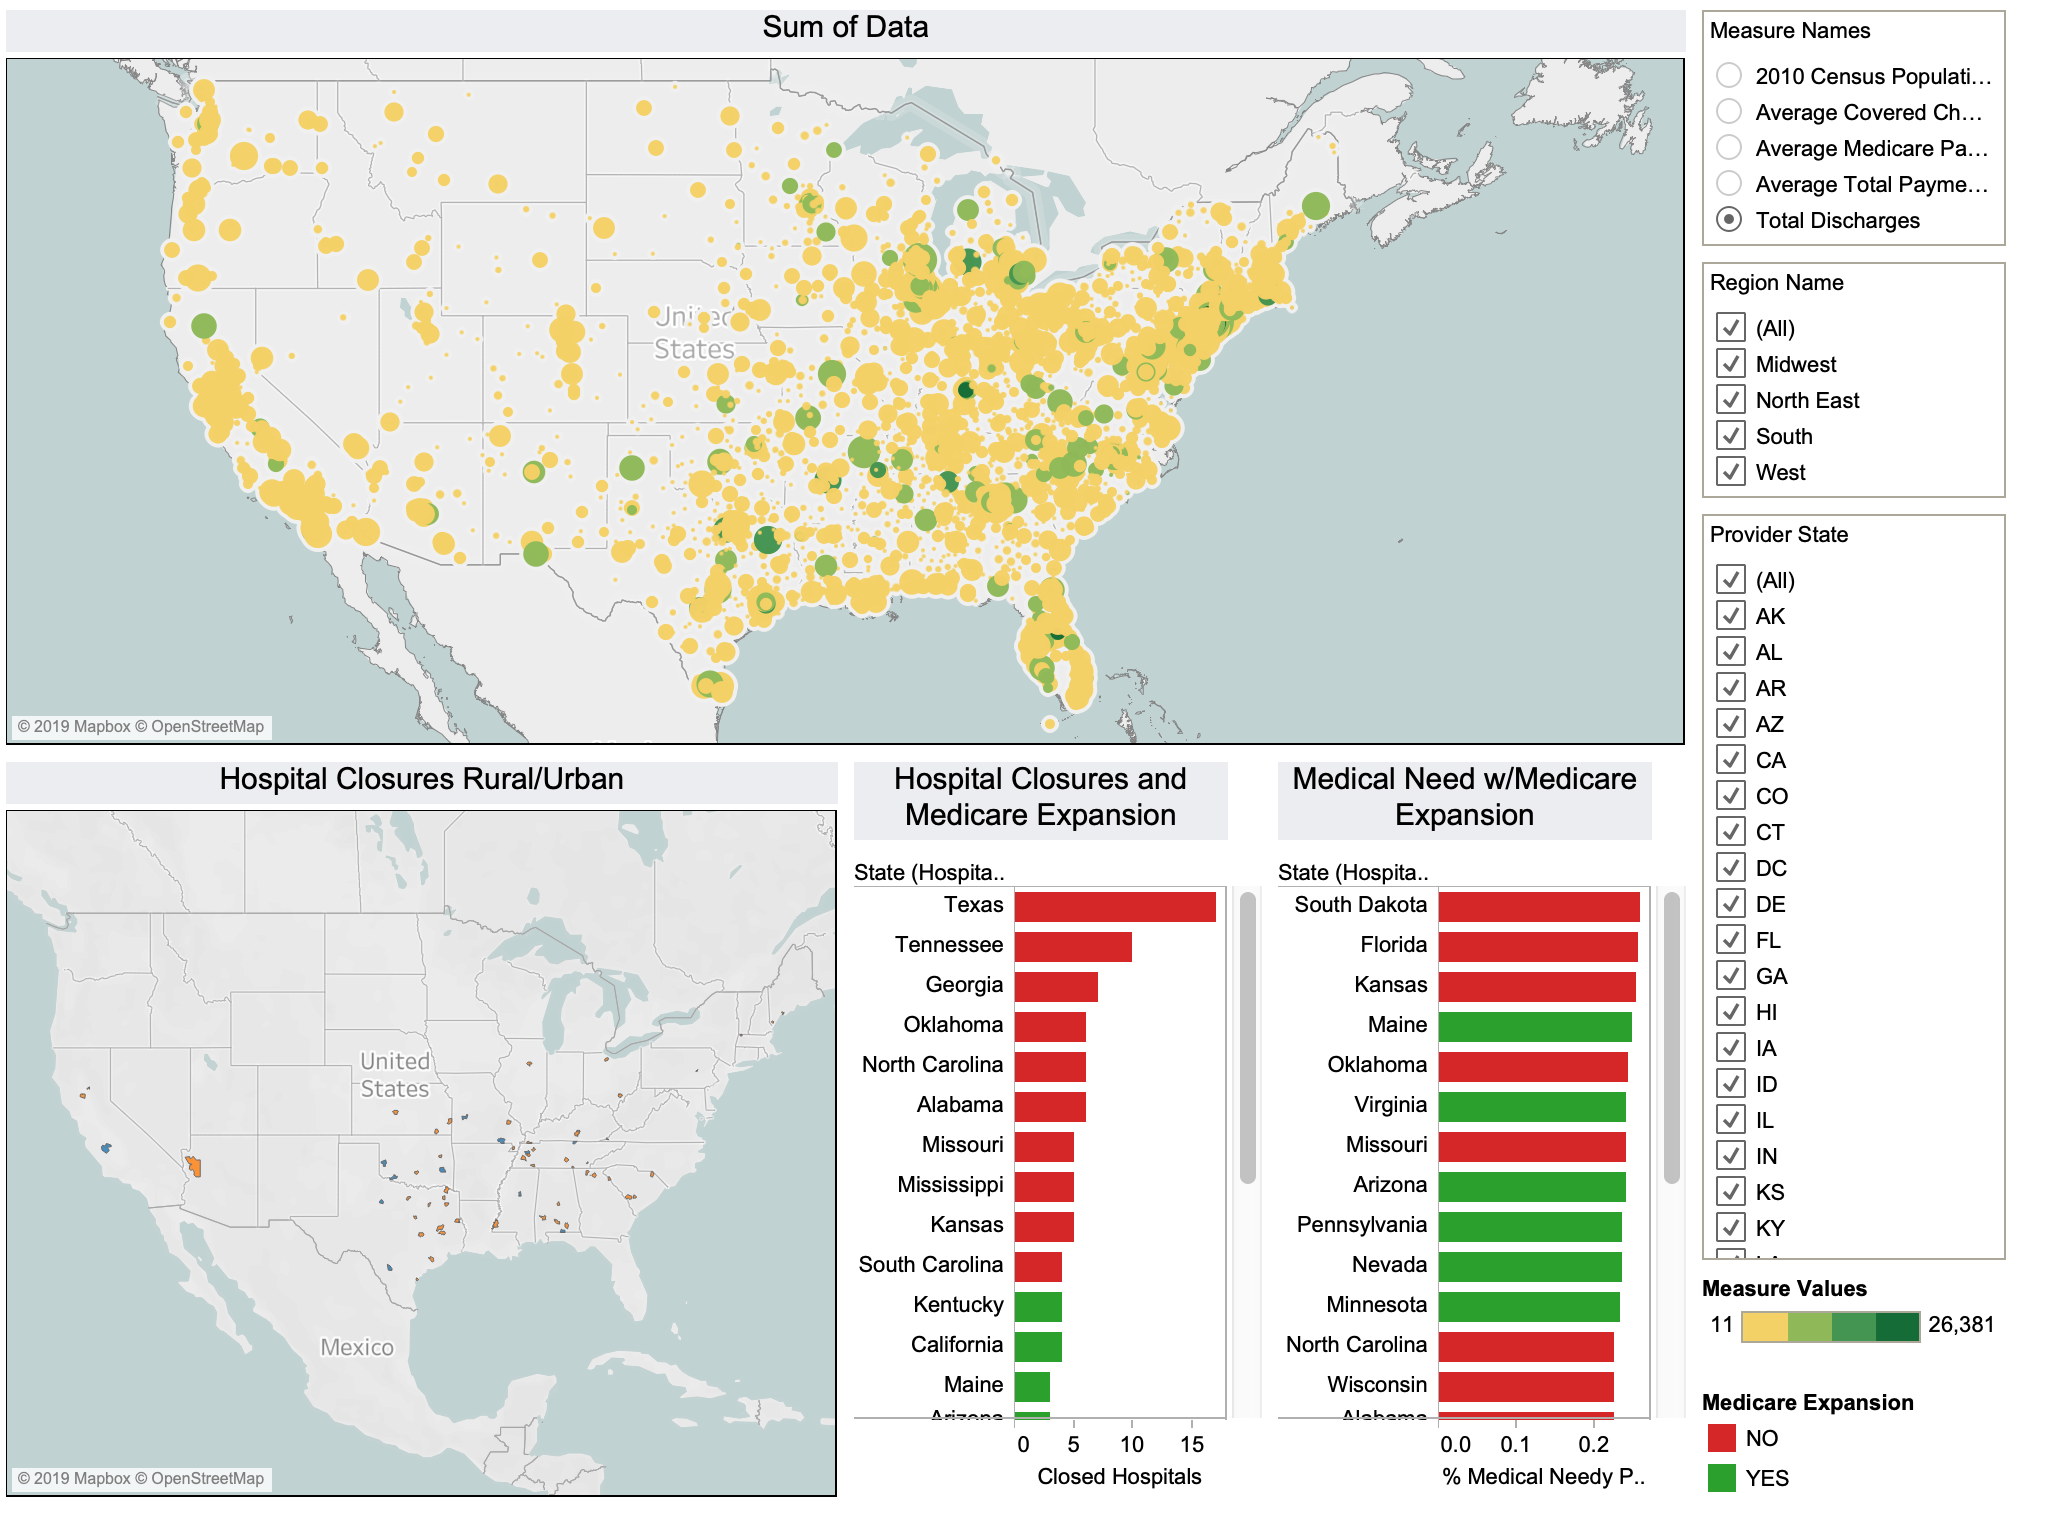 Sum of Data
United
States
© 2019 Mapbox © OpenStreetMap
Measure Names
2010 Census Populati...
Average Covered Ch...
Average Medicare Pa...
Average Total Payme...
Total Discharges
Region Name
(All)
Midwest
North East
South
West
Provider State
(All)
AK
AL
AR
AZ
CA
CO
CT
DC
DE
FL
GA
HI
IA
ID
IL
IN
KS
KY
Hospital Closures Rural/Urban
United
States
Mexico
© 2019 Mapbox © OpenStreetMap
Hospital Closures and
Medicare Expansion
State (Hospita..
Texas
Tennessee
Georgia
Oklahoma
North Carolina
Alabama
Missouri
Mississippi
Kansas
South Carolina
Kentucky
California
Maine
Arizona
0 5 10 15
Closed Hospitals
Medical Need w/Medicare
Expansion
State (Hospita..
South Dakota
Florida
Kansas
Maine
Oklahoma
Virginia
Missouri
Arizona
Pennsylvania
Nevada
Minnesota
North Carolina
Wisconsin
Alabama
0.0 0.1 0.2
% Medical Needy P..
Measure Values
11 26,381
Medicare Expansion
NO
YES